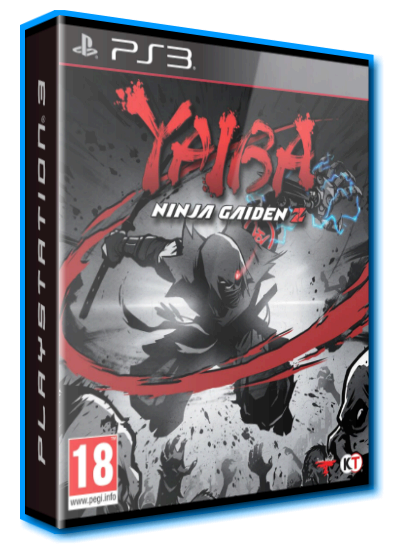 PS3
YAIBA
NINJA GAIDEN Z
PLAYSTATION®3
18
www.pegi.info
KT